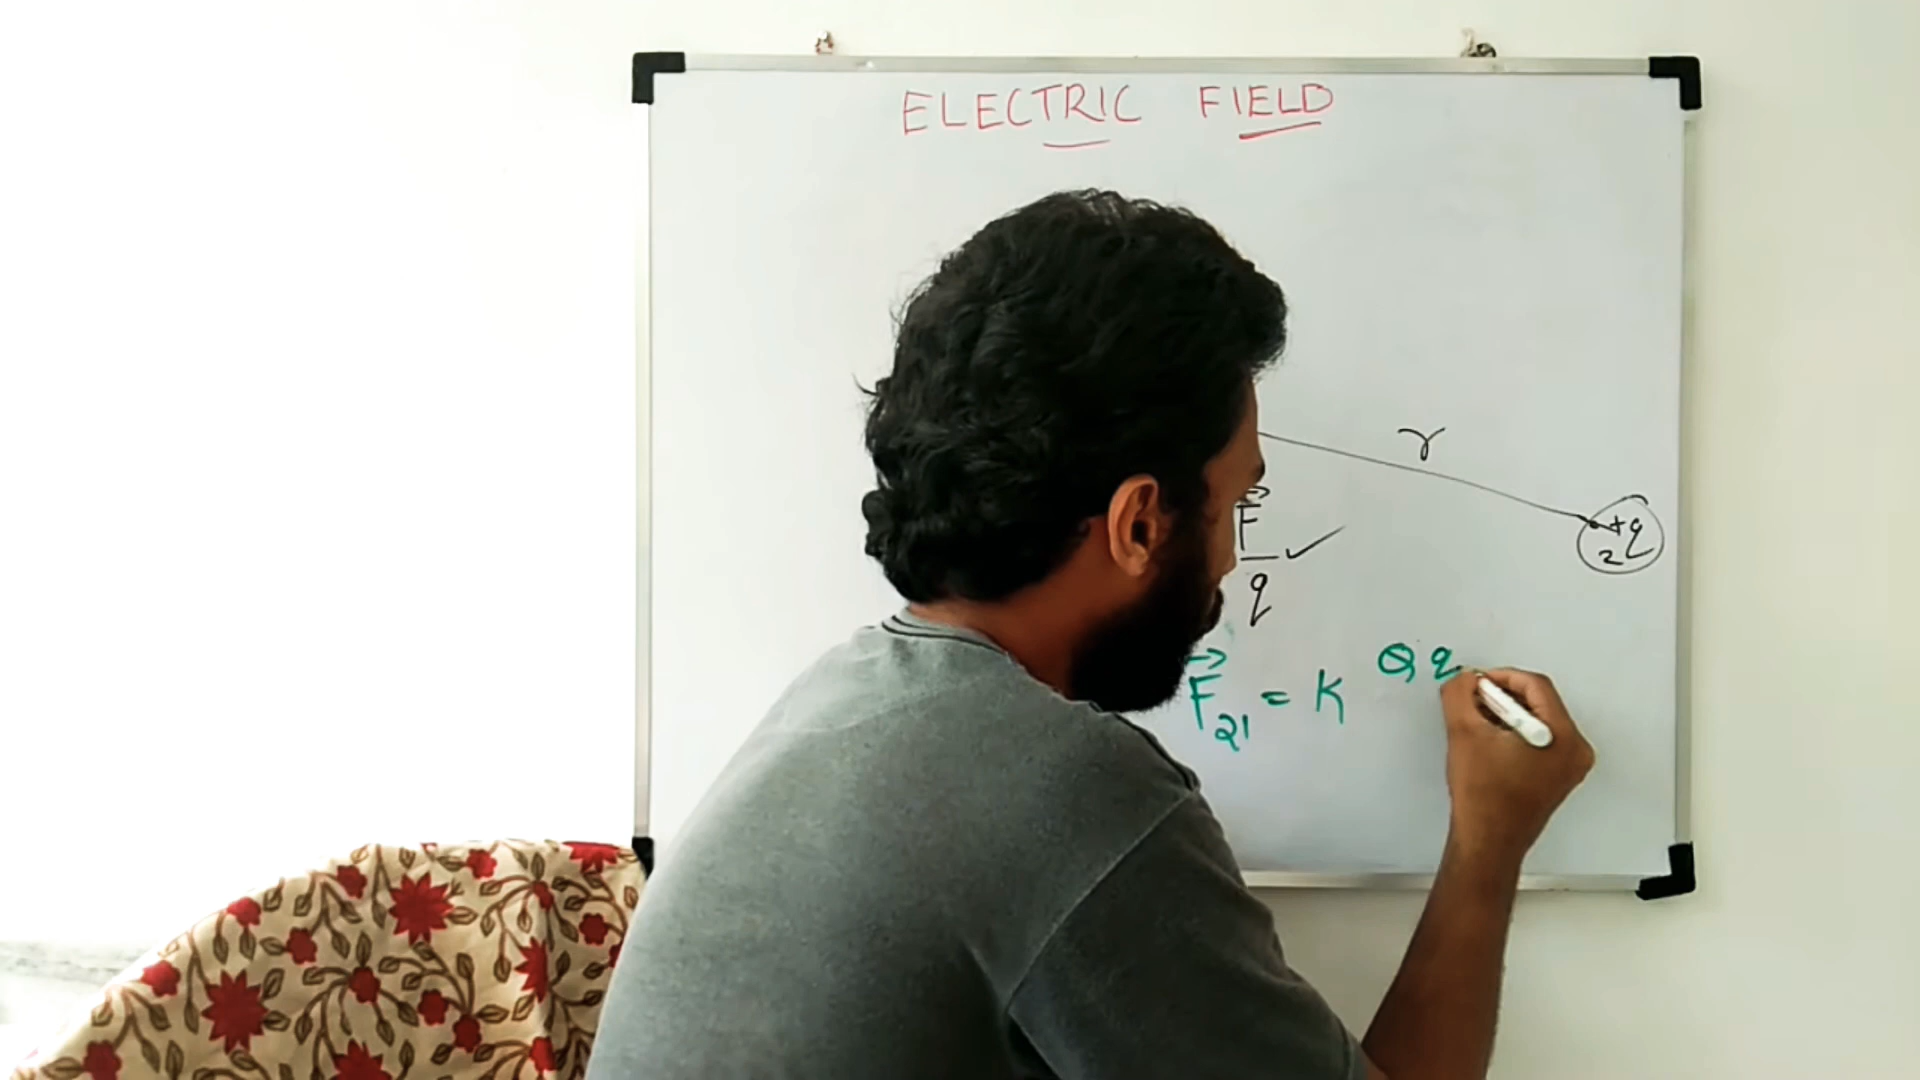 ELECTRIC FIELD
r
+q
2
F
q
F21 = K Qq